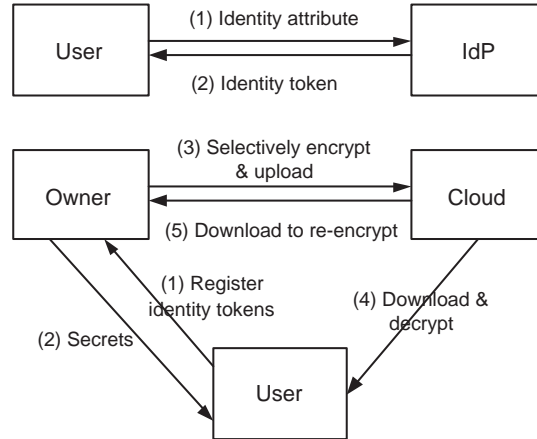 (1) Identity attribute
User
IdP
(2) Identity token
(3) Selectively encrypt
& upload
Owner
Cloud
(5) Download to re-encrypt
(1) Register
identity tokens
(4) Download &
decrypt
(2) Secrets
User